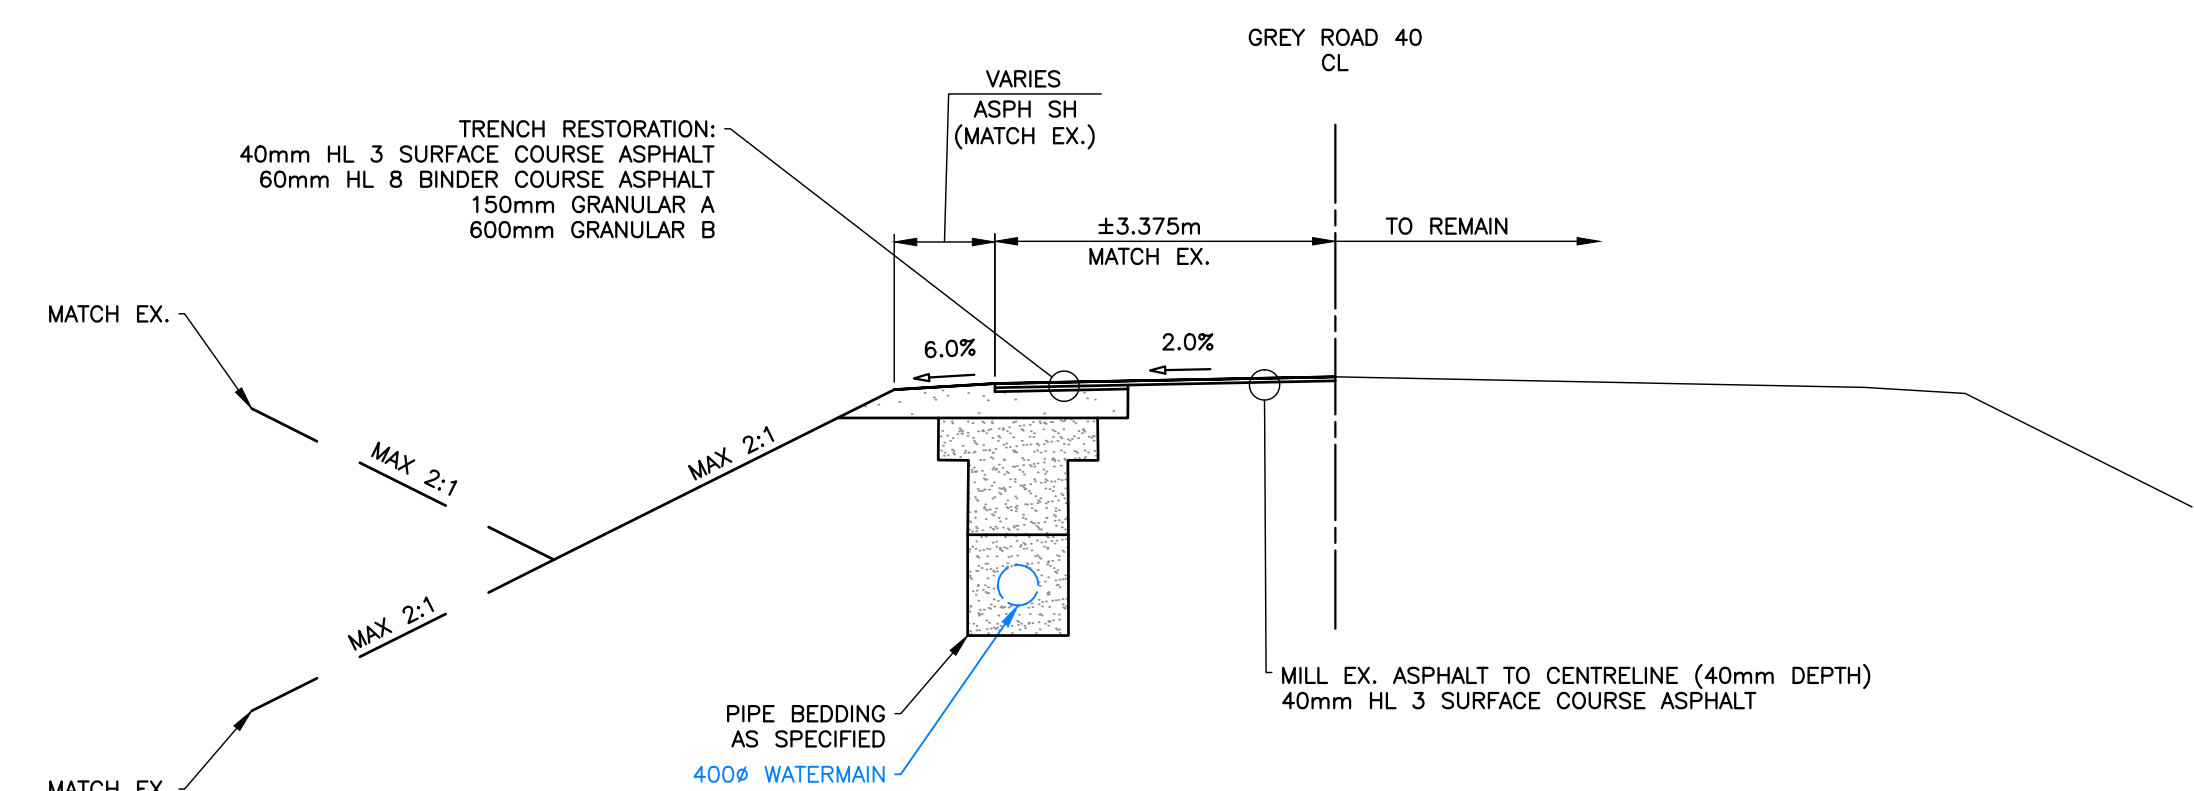 GREY ROAD 40
CL
VARIES
ASPH SH
(MATCH EX.)
TRENCH RESTORATION:
40mm HL 3 SURFACE COURSE ASPHALT
60mm HL 8 BINDER COURSE ASPHALT
150mm GRANULAR A
600mm GRANULAR B
±3.375m
MATCH EX.
TO REMAIN
MATCH EX.
6.0%
2.0%
MAX 2:1
MAX 2:1
MAX 2:1
MILL EX. ASPHALT TO CENTRELINE (40mm DEPTH)
40mm HL 3 SURFACE COURSE ASPHALT
PIPE BEDDING
AS SPECIFIED
400ø WATERMAIN
MATCH EX.